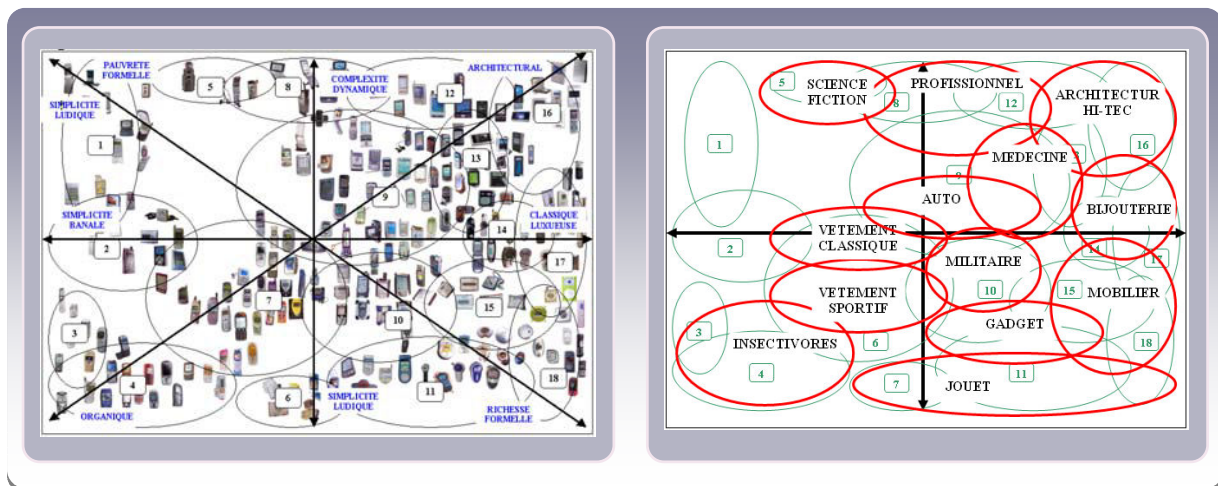 PAUVRETE
FORMELLE
COMPLEXITE
DYNAMIQUE
ARCHITECTURAL
5
8
12
16
SIMPLICITE
LUDIQUE
1
13
9
SIMPLICITE
BANALE
CLASSIQUE
LUXUEUSE
2
14
17
7
15
3
10
4
11
18
6
SIMPLICITE
LUDIQUE
ORGANIQUE
RICHESSE
FORMELLE
5
SCIENCE
FICTION
PROFISSIONNEL
8
12
ARCHITECTUR
HI-TEC
1
MEDECINE
3
16
9
AUTO
BIJOUTERIE
VETEMENT
CLASSIQUE
2
14
17
MILITAIRE
10
15
MOBILIER
VETEMENT
SPORTIF
3
GADGET
INSECTIVORES
6
18
4
7
JOUET
11